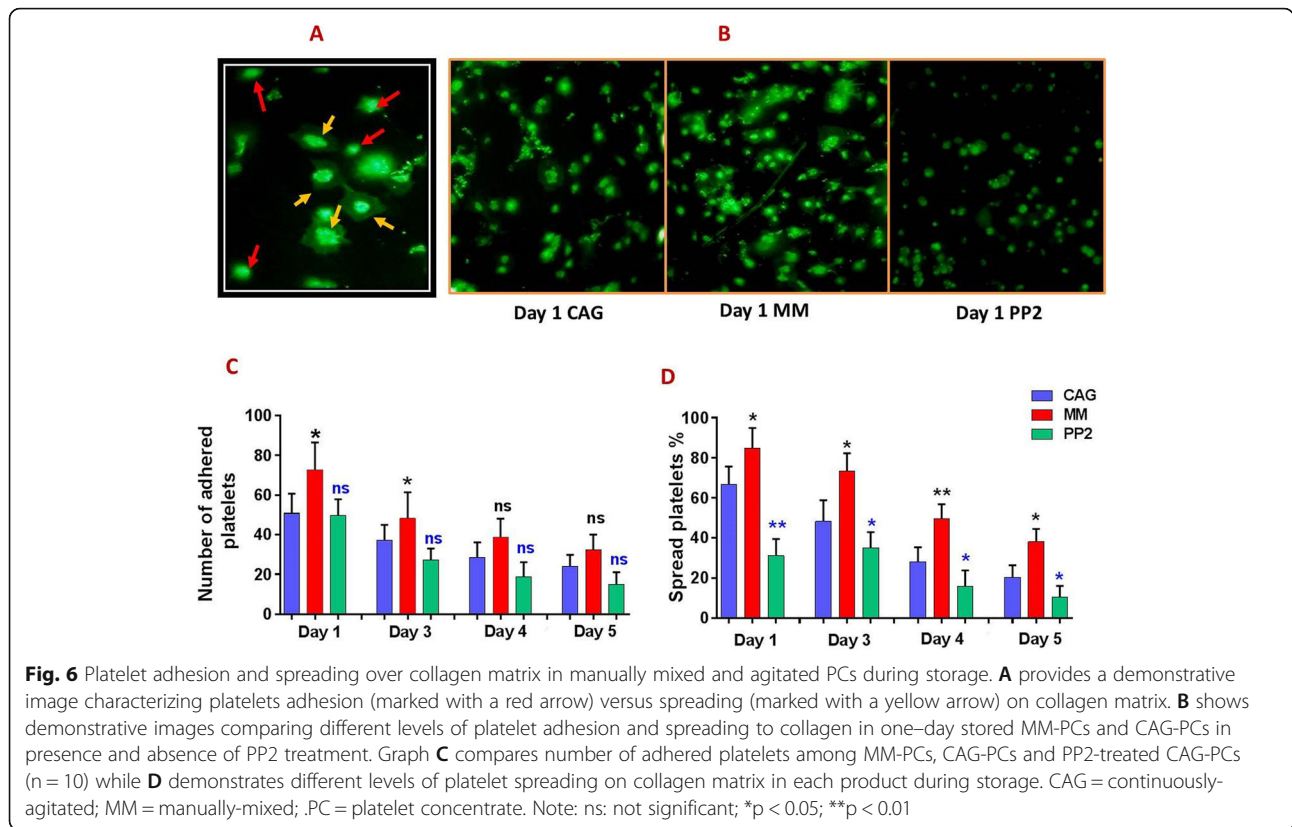 A
B
Day 1 CAG
Day 1 MM
Day 1 PP2
C
Number of adhered
platelets
100
80
60
40
20
0
*
ns
*
ns
ns
ns
ns
ns
Day 1
Day 3
Day 4
Day 5
D
Spread platelets %
100
80
60
40
20
0
*
**
*
*
**
*
*
*
Day 1
Day 3
Day 4
Day 5
CAG
MM
PP2
Fig. 6 Platelet adhesion and spreading over collagen matrix in manually mixed and agitated PCs during storage. A provides a demonstrative
image characterizing platelets adhesion (marked with a red arrow) versus spreading (marked with a yellow arrow) on collagen matrix. B shows
demonstrative images comparing different levels of platelet adhesion and spreading to collagen in one–day stored MM-PCs and CAG-PCs in
presence and absence of PP2 treatment. Graph C compares number of adhered platelets among MM-PCs, CAG-PCs and PP2-treated CAG-PCs
(n = 10) while D demonstrates different levels of platelet spreading on collagen matrix in each product during storage. CAG = continuously-
agitated; MM = manually-mixed; .PC = platelet concentrate. Note: ns: not significant; *p < 0.05; **p < 0.01